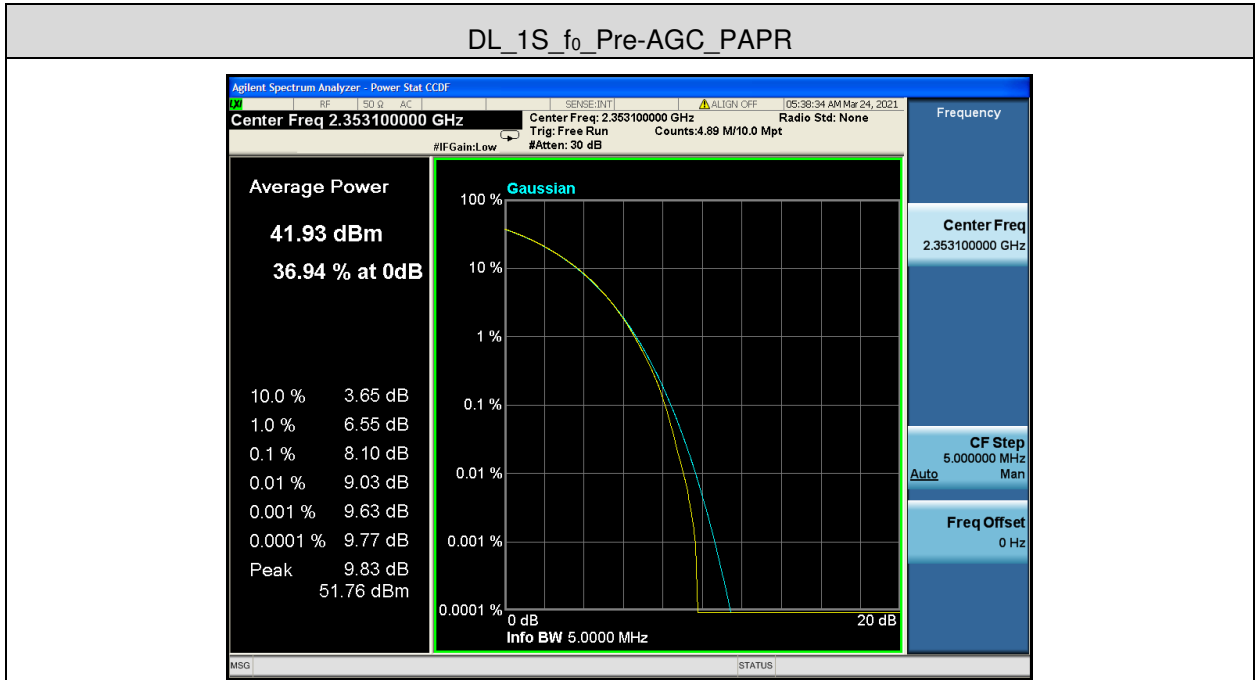 DL_1S_f₀_Pre-AGC_PAPR
Agilent Spectrum Analyzer - Power Stat CCDF
LXI RF 50 Ω AC SENSE:INT ALIGN OFF 05:38:34 AM Mar 24, 2021
Center Freq 2.353100000 GHz
Center Freq: 2.353100000 GHz Radio Std: None
Trig: Free Run Counts:4.89 M/10.0 Mpt
#IFGain:Low #Atten: 30 dB
Frequency
Average Power
41.93 dBm
36.94 % at 0dB
10.0 % 3.65 dB
1.0 % 6.55 dB
0.1 % 8.10 dB
0.01 % 9.03 dB
0.001 % 9.63 dB
0.0001 % 9.77 dB
Peak 9.83 dB
51.76 dBm
Gaussian
100 %
10 %
1 %
0.1 %
0.01 %
0.001 %
0.0001 %
0 dB 20 dB
Info BW 5.0000 MHz
Center Freq
2.353100000 GHz
CF Step
5.000000 MHz
Auto Man
Freq Offset
0 Hz
MSG STATUS